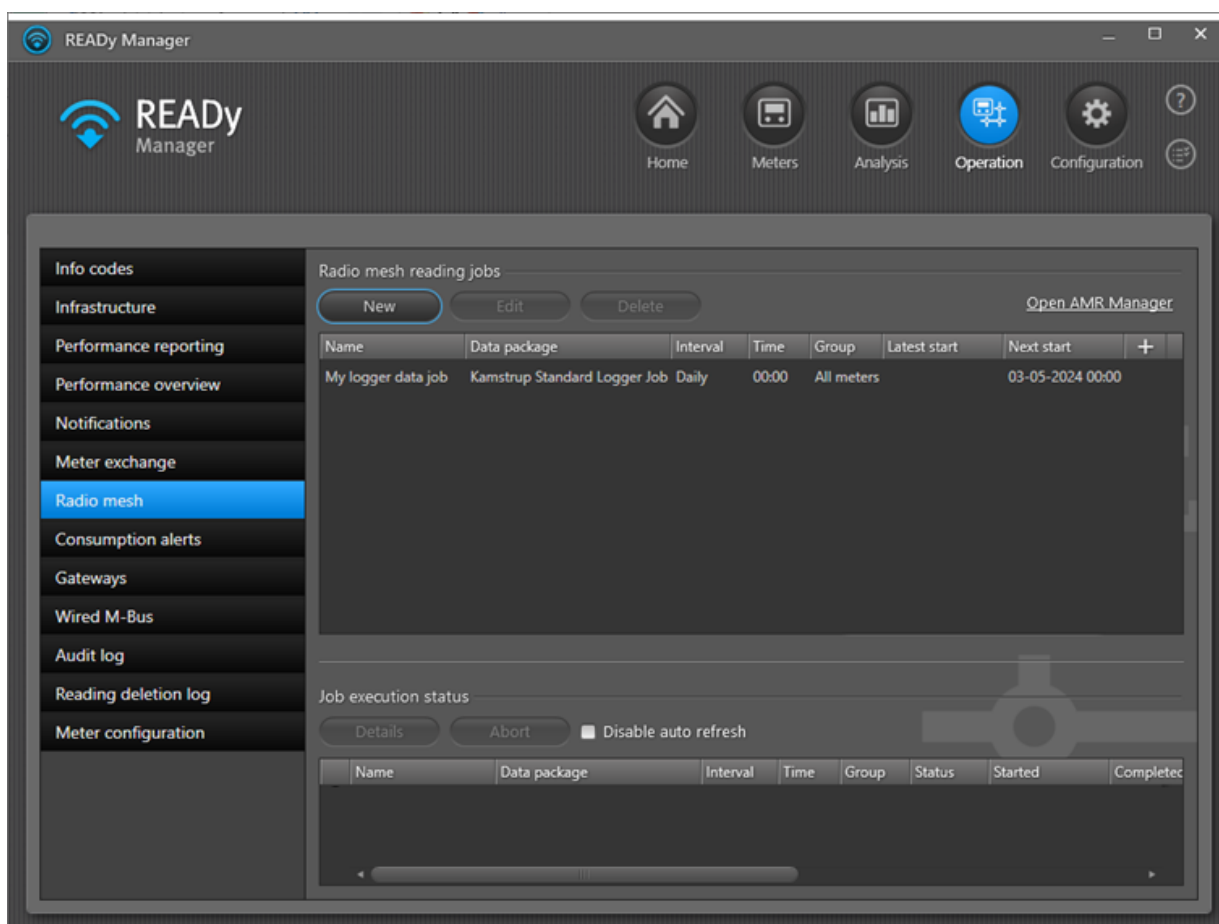 READy Manager
READy
Manager
Home Meters Analysis Operation Configuration
Info codes
Infrastructure
Performance reporting
Performance overview
Notifications
Meter exchange
Radio mesh
Consumption alerts
Gateways
Wired M-Bus
Audit log
Reading deletion log
Meter configuration
Radio mesh reading jobs
New Edit Delete Open AMR Manager
Name Data package Interval Time Group Latest start Next start +
My logger data job Kamstrup Standard Logger Job Daily 00:00 All meters 03-05-2024 00:00
Job execution status
Details Abort Disable auto refresh
Name Data package Interval Time Group Status Started Completed